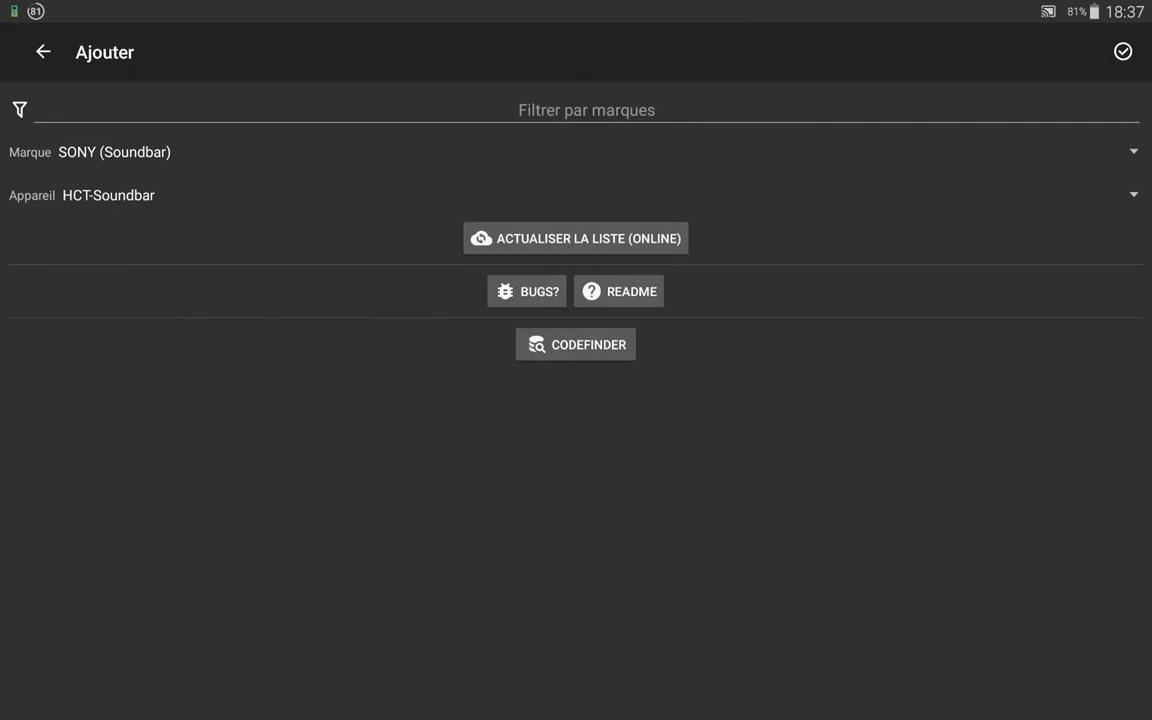 81 81% 18:37
Ajouter
Filtrer par marques
Marque SONY (Soundbar)
Appareil HCT-Soundbar
ACTUALISER LA LISTE (ONLINE)
BUGS? README
CODEFINDER